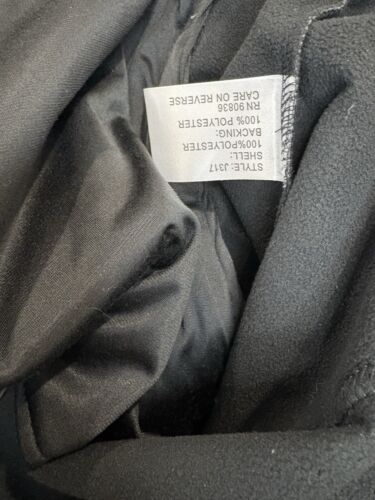 STYLE: J317
SHELL:
100%POLYESTER
BACKING:
100% POLYESTER
RN 90836
CARE ON REVERSE